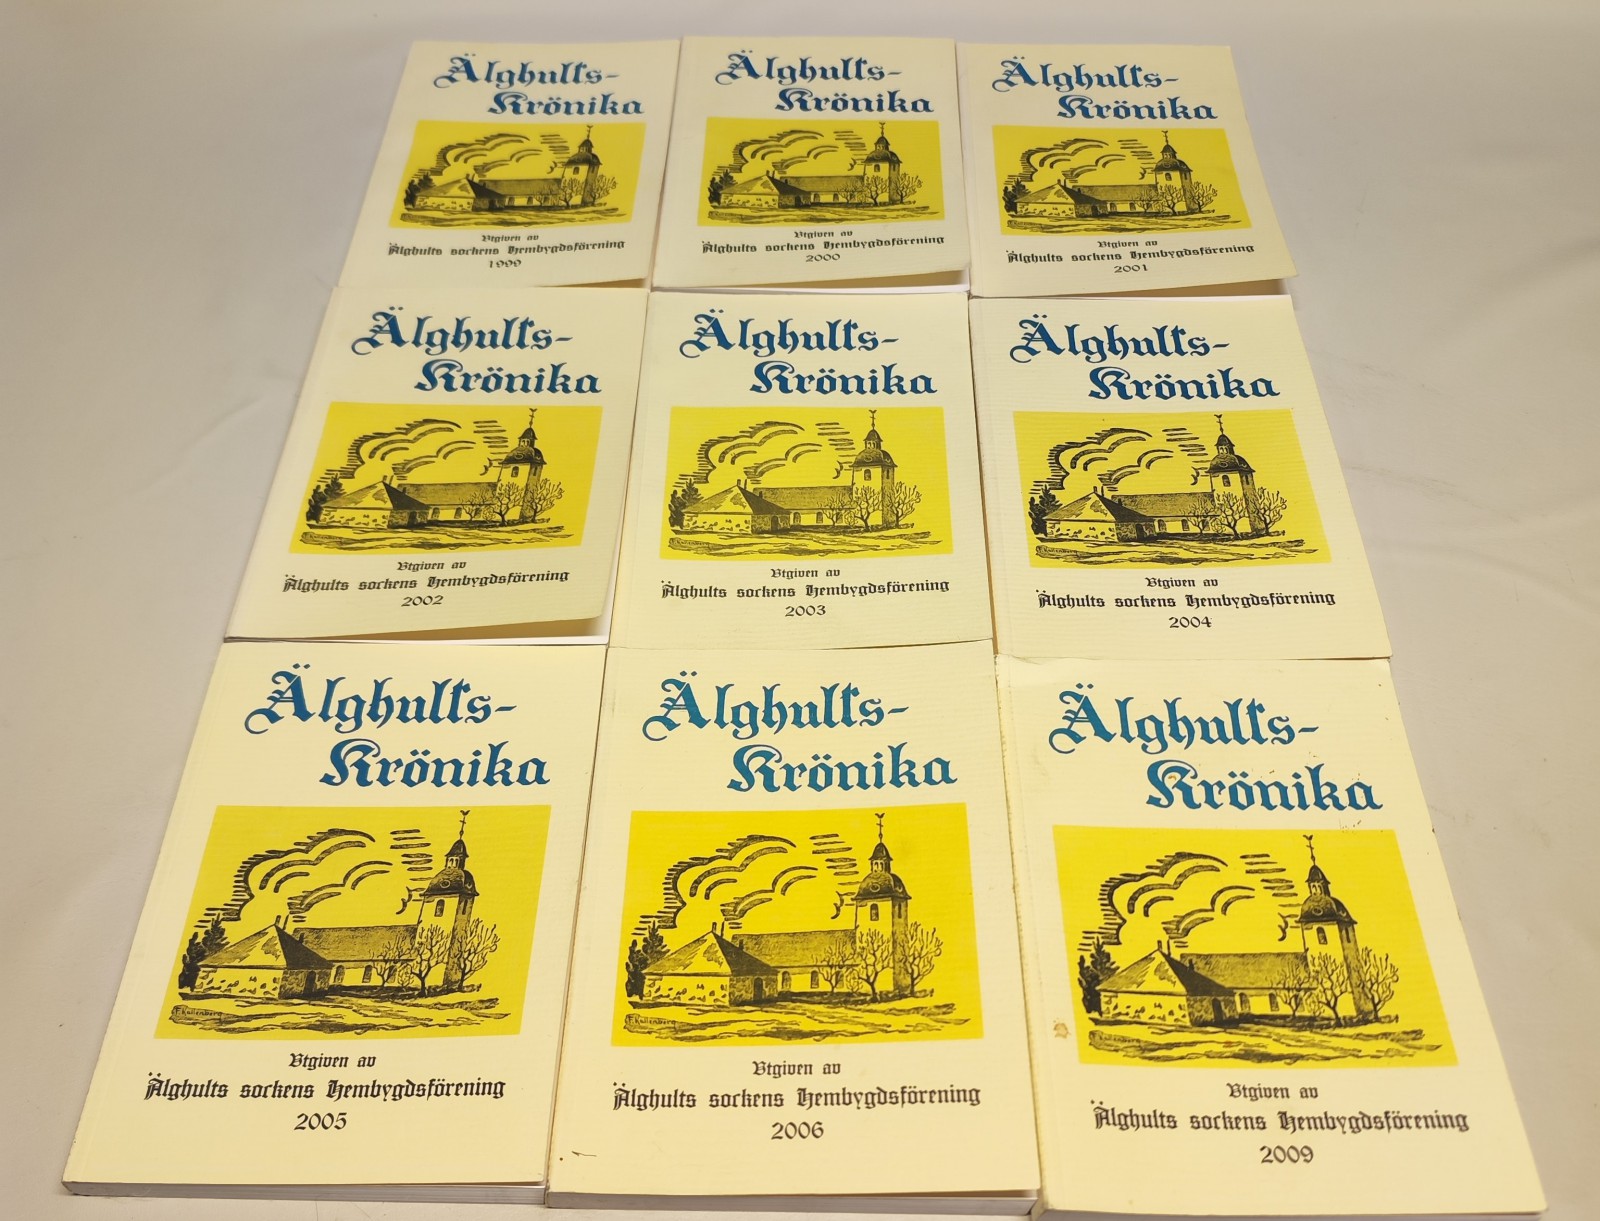 Älghults-
Krönika
Utgiven av
Älghults sockens Hembygdsförening
1999
Älghults-
Krönika
Utgiven av
Älghults sockens Hembygdsförening
2000
Älghults-
Krönika
Utgiven av
Älghults sockens Hembygdsförening
2001
Älghults-
Krönika
Utgiven av
Älghults sockens Hembygdsförening
2002
Älghults-
Krönika
Utgiven av
Älghults sockens Hembygdsförening
2003
Älghults-
Krönika
Utgiven av
Älghults sockens Hembygdsförening
2004
Älghults-
Krönika
F. Kullenberg
Utgiven av
Älghults sockens Hembygdsförening
2005
Älghults-
Krönika
F. Kullenberg
Utgiven av
Älghults sockens Hembygdsförening
2006
Älghults-
Krönika
F. Kullenberg
Utgiven av
Älghults sockens Hembygdsförening
2009